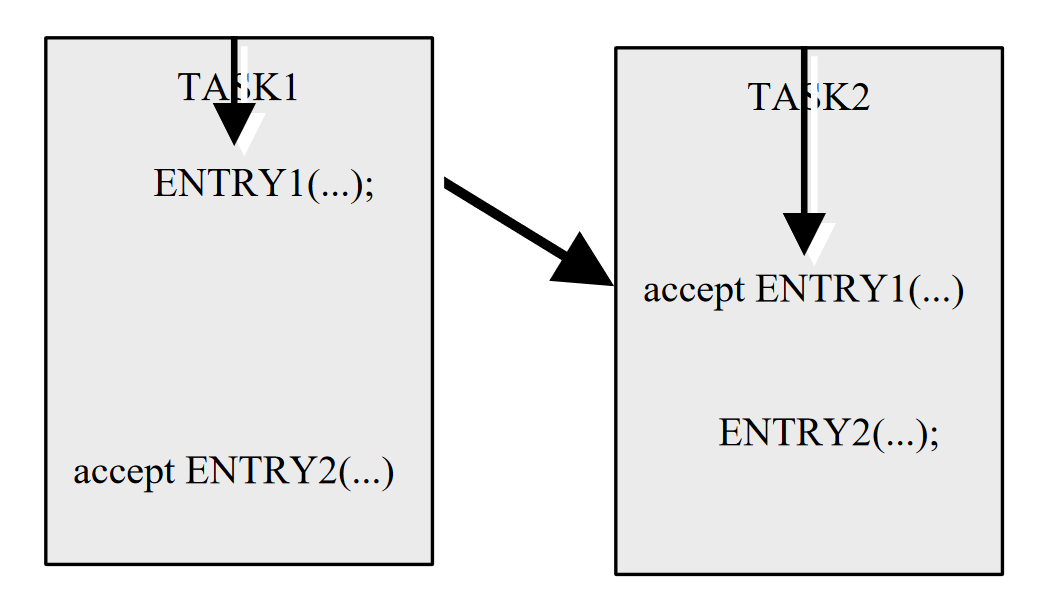 TASK1
ENTRY1(...);
accept ENTRY2(...)
TASK2
accept ENTRY1(...)
ENTRY2(...);